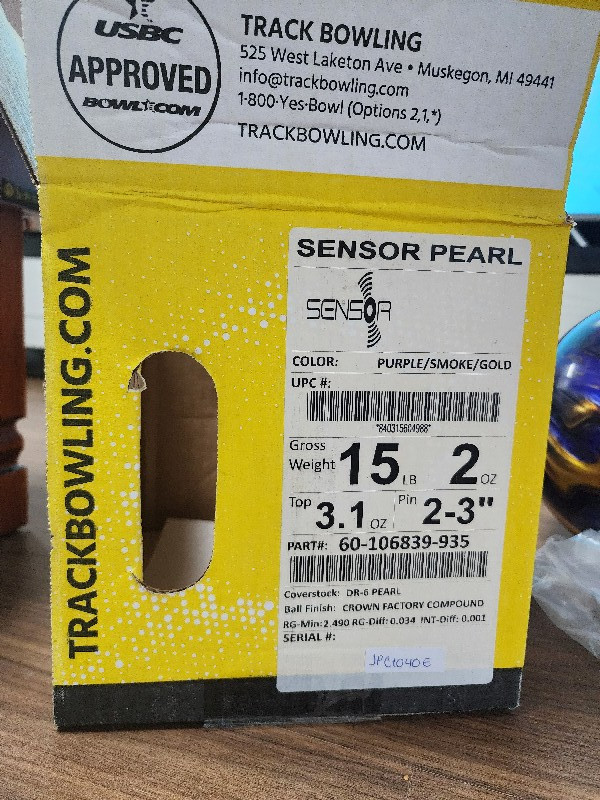 USBC
APPROVED
BOWL.COM
TRACK BOWLING
525 West Laketon Ave • Muskegon, MI 49441
info@trackbowling.com
1-800-Yes-Bowl (Options 2,1,*)
TRACKBOWLING.COM
TRACKBOWLING.COM
SENSOR PEARL
SENSOR
COLOR: PURPLE/SMOKE/GOLD
UPC #:
*840315604988*
Gross Weight 15 LB 2 OZ
Top 3.1 OZ Pin 2-3"
PART#: 60-106839-935
Coverstock: DR-6 PEARL
Ball Finish: CROWN FACTORY COMPOUND
RG-Min: 2.490 RG-Diff: 0.034 INT-Diff: 0.001
SERIAL #:
JPC1040E